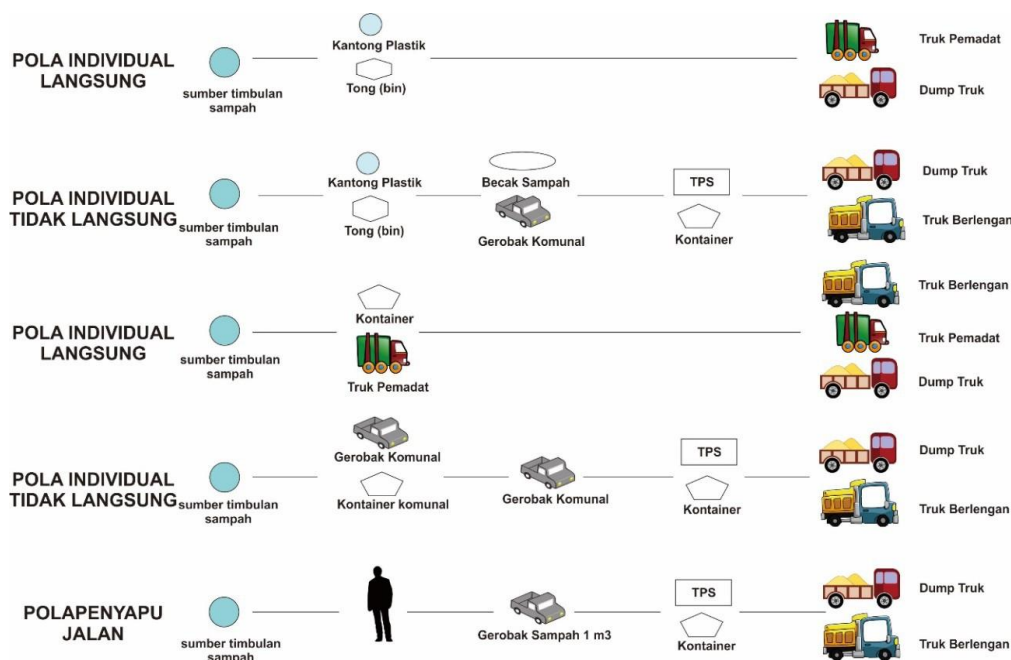 POLA INDIVIDUAL
LANGSUNG
sumber timbulan
sampah
Kantong Plastik
Tong (bin)
Truk Pemadat
Dump Truk
POLA INDIVIDUAL
TIDAK LANGSUNG
sumber timbulan
sampah
Kantong Plastik
Tong (bin)
Becak Sampah
Gerobak Komunal
TPS
Kontainer
Dump Truk
Truk Berlengan
POLA INDIVIDUAL
LANGSUNG
sumber timbulan
sampah
Kontainer
Truk Pemadat
Truk Berlengan
Truk Pemadat
Dump Truk
POLA INDIVIDUAL
TIDAK LANGSUNG
sumber timbulan
sampah
Gerobak Komunal
Kontainer komunal
Gerobak Komunal
TPS
Kontainer
Dump Truk
Truk Berlengan
POLAPENYAPU
JALAN
sumber timbulan
sampah
Gerobak Sampah 1 m3
TPS
Kontainer
Dump Truk
Truk Berlengan